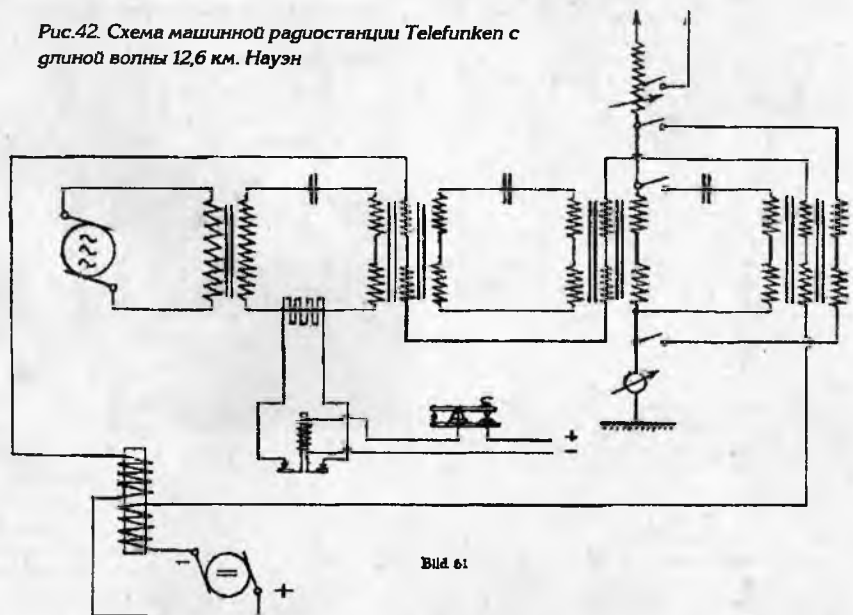 Рис.42. Схема машинной радиостанции Telefunken с
длиной волны 12,6 км. Науэн
+
−
− +
Bild 61